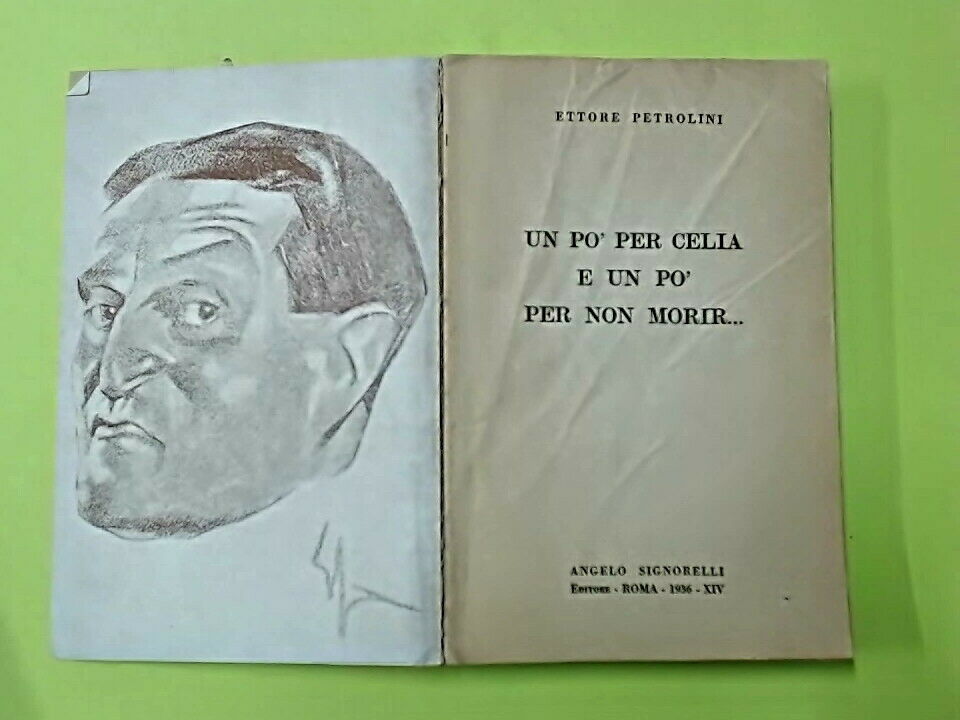 ETTORE PETROLINI
UN PO' PER CELIA
E UN PO'
PER NON MORIR...
ANGELO SIGNORELLI
EDITORE - ROMA - 1936 - XIV